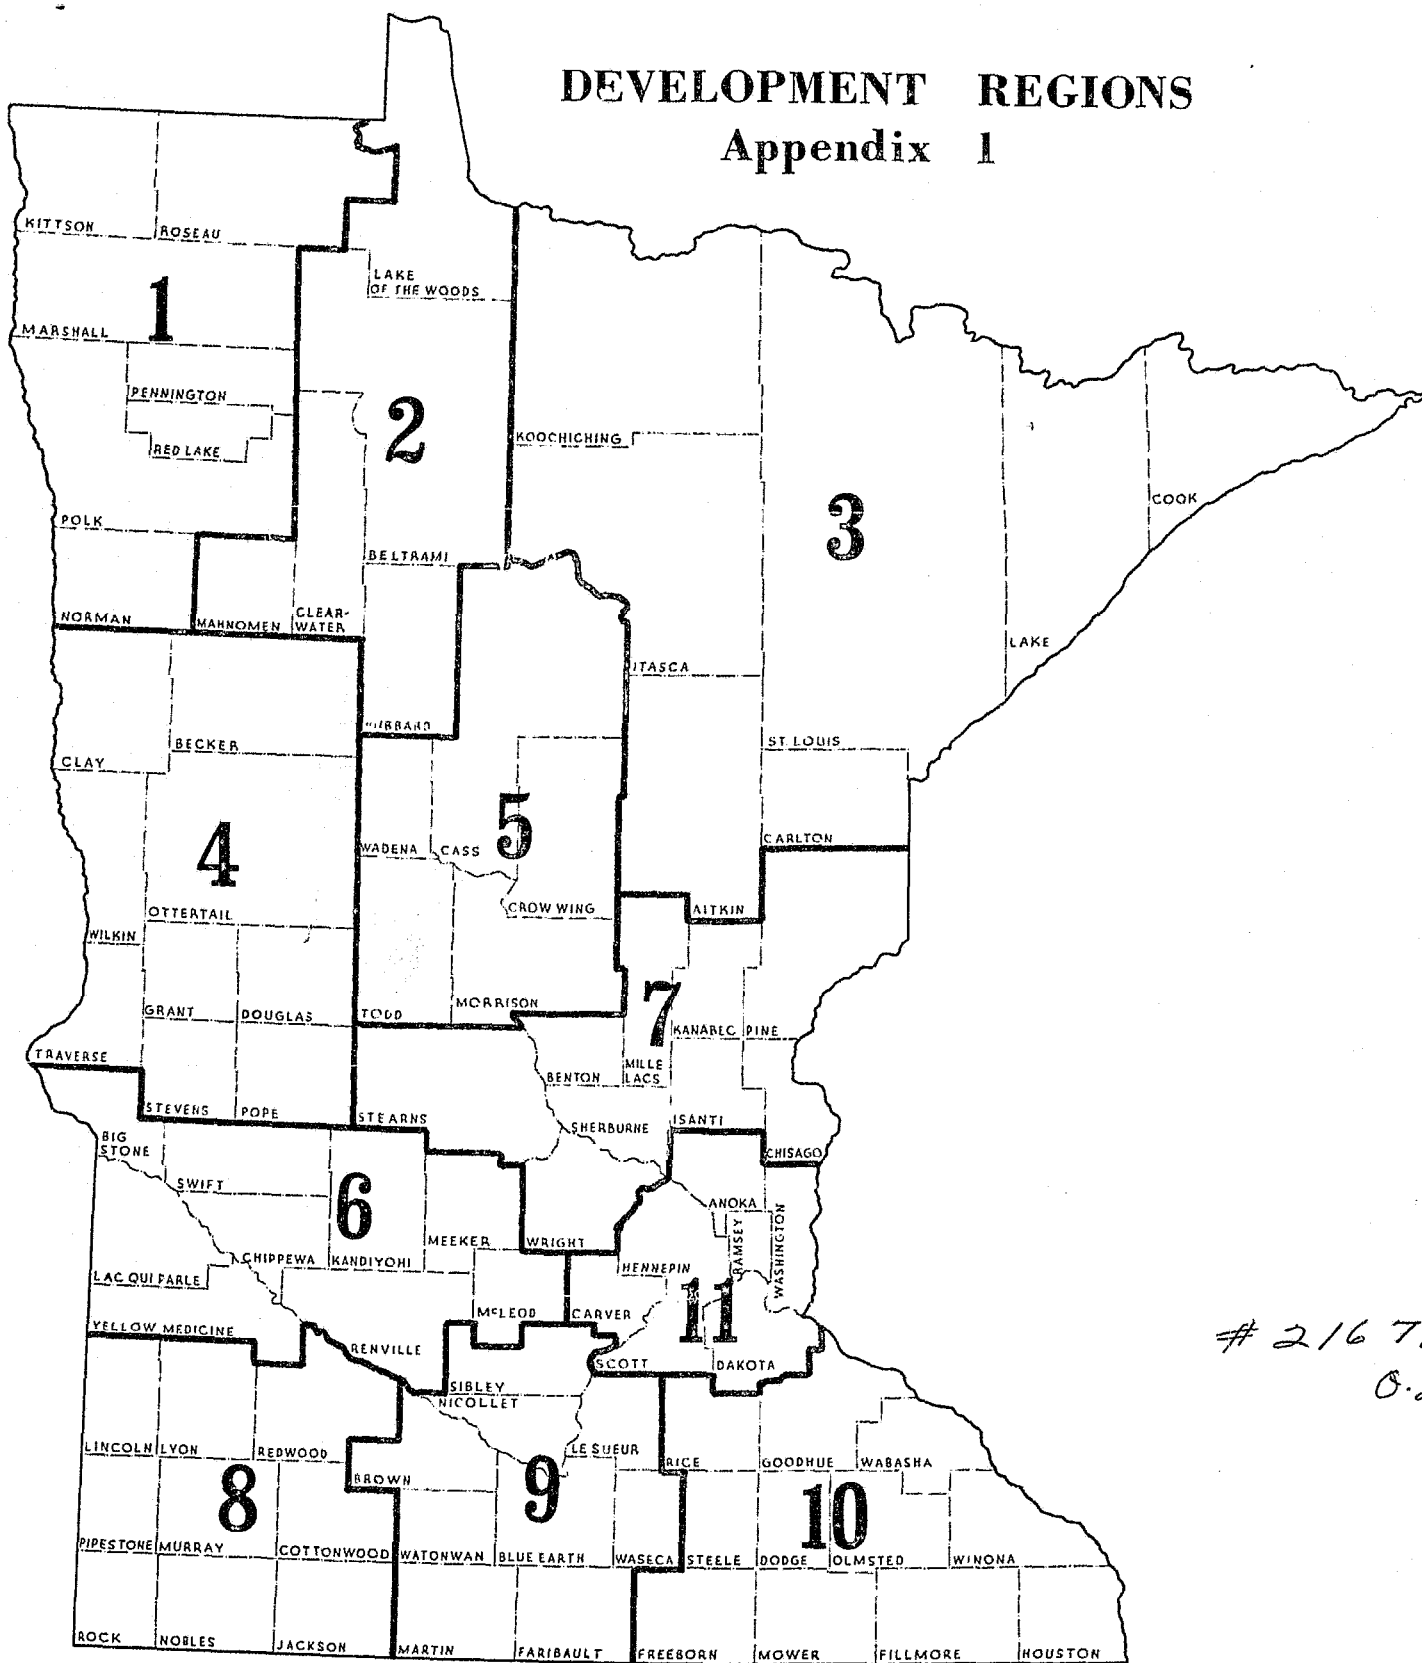 DEVELOPMENT REGIONS
Appendix 1
KITTSON
ROSEAU
LAKE
OF THE WOODS
1
MARSHALL
PENNINGTON
RED LAKE
2
KOOCHICHING
3
COOK
POLK
BELTRAMI
NORMAN
MAHNOMEN
CLEAR-
WATER
LAKE
ITASCA
HUBBARD
BECKER
CLAY
ST. LOUIS
4
5
WADENA
CASS
CARLTON
OTTERTAIL
CROW WING
AITKIN
WILKIN
GRANT
DOUGLAS
TODD
MORRISON
7
KANABEC
PINE
TRAVERSE
BENTON
MILLE
LACS
STEVENS
POPE
STEARNS
SHERBURNE
ISANTI
CHISAGO
BIG
STONE
SWIFT
6
ANOKA
RAMSEY
WASHINGTON
CHIPPEWA
KANDIYOHI
MEEKER
WRIGHT
HENNEPIN
LAC QUI PARLE
McLEOD
CARVER
11
YELLOW MEDICINE
RENVILLE
SCOTT
DAKOTA
# 216 7
SIBLEY
NICOLLET
LINCOLN
LYON
REDWOOD
BROWN
LE SUEUR
RICE
GOODHUE
WABASHA
8
9
10
PIPESTONE
MURRAY
COTTONWOOD
WATONWAN
BLUE EARTH
WASECA
STEELE
DODGE
OLMSTED
WINONA
ROCK
NOBLES
JACKSON
MARTIN
FARIBAULT
FREEBORN
MOWER
FILLMORE
HOUSTON